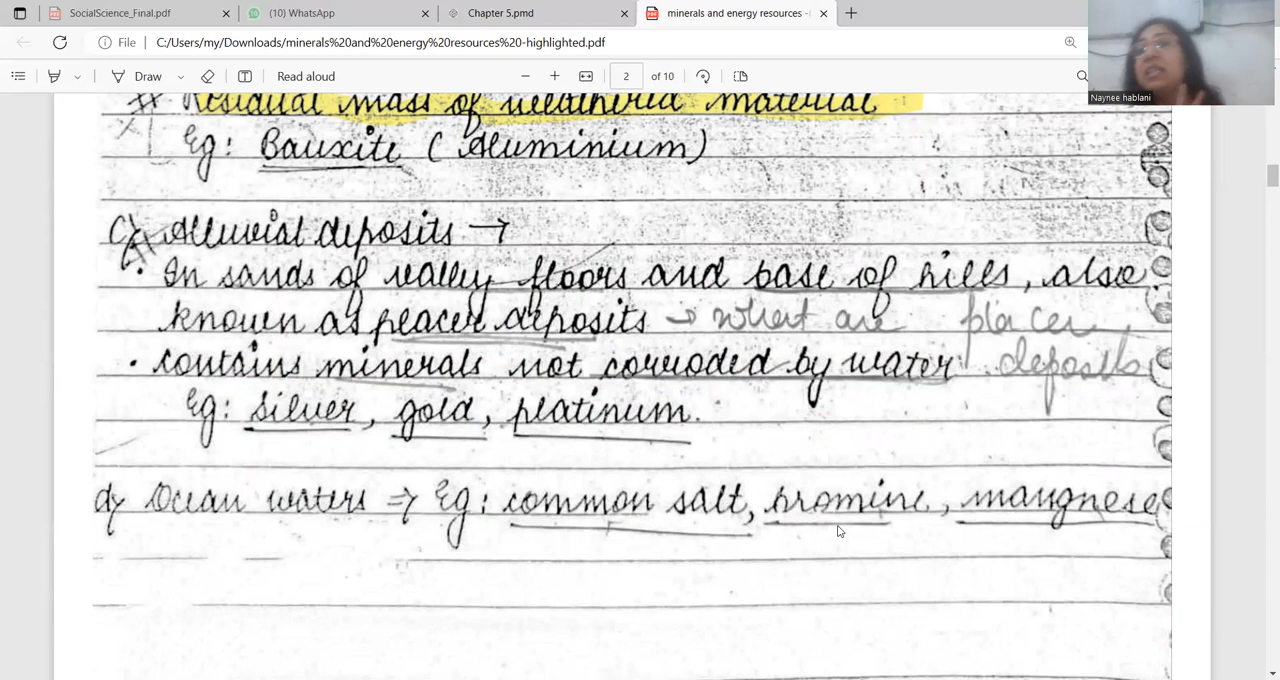 SocialScience_Final.pdf
(10) WhatsApp
Chapter 5.pmd
minerals and energy resources -
File
C:/Users/my/Downloads/minerals%20and%20energy%20resources%20-highlighted.pdf
Draw
Read aloud
2
of 10
Naynee hablani
# Residual mass of weathered material
Eg: Bauxite (Aluminium)
c) Alluvial deposits →
• In sands of valley floors and base of hills, also
known as placer deposits → what are placer
• contains minerals not corroded by water. deposits
Eg: silver, gold, platinum.
d) Ocean waters ⇒ Eg: common salt, bromine, mangnese